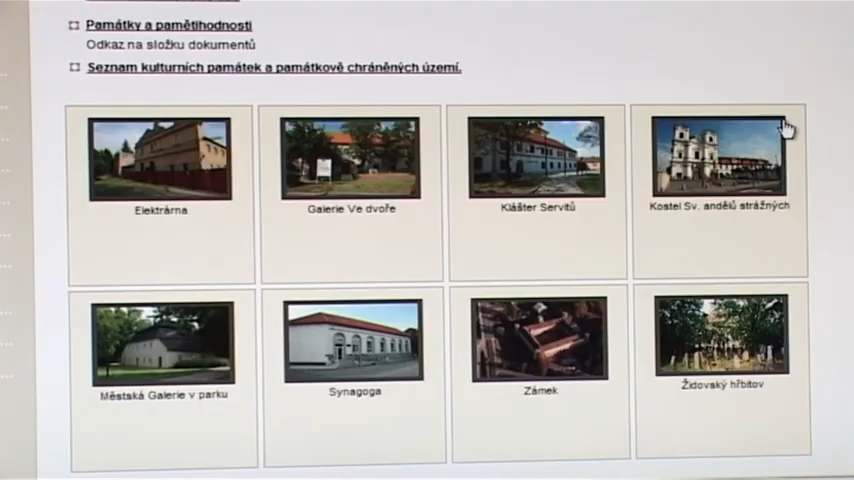 Památky a pamětihodnosti
Odkaz na složku dokumentů
Seznam kulturních památek a památkově chráněných území.
Elektrárna
Galerie Ve dvoře
Klášter Servitů
Kostel Sv. andělů strážných
Městská Galerie v parku
Synagoga
Zámek
Židovský hřbitov